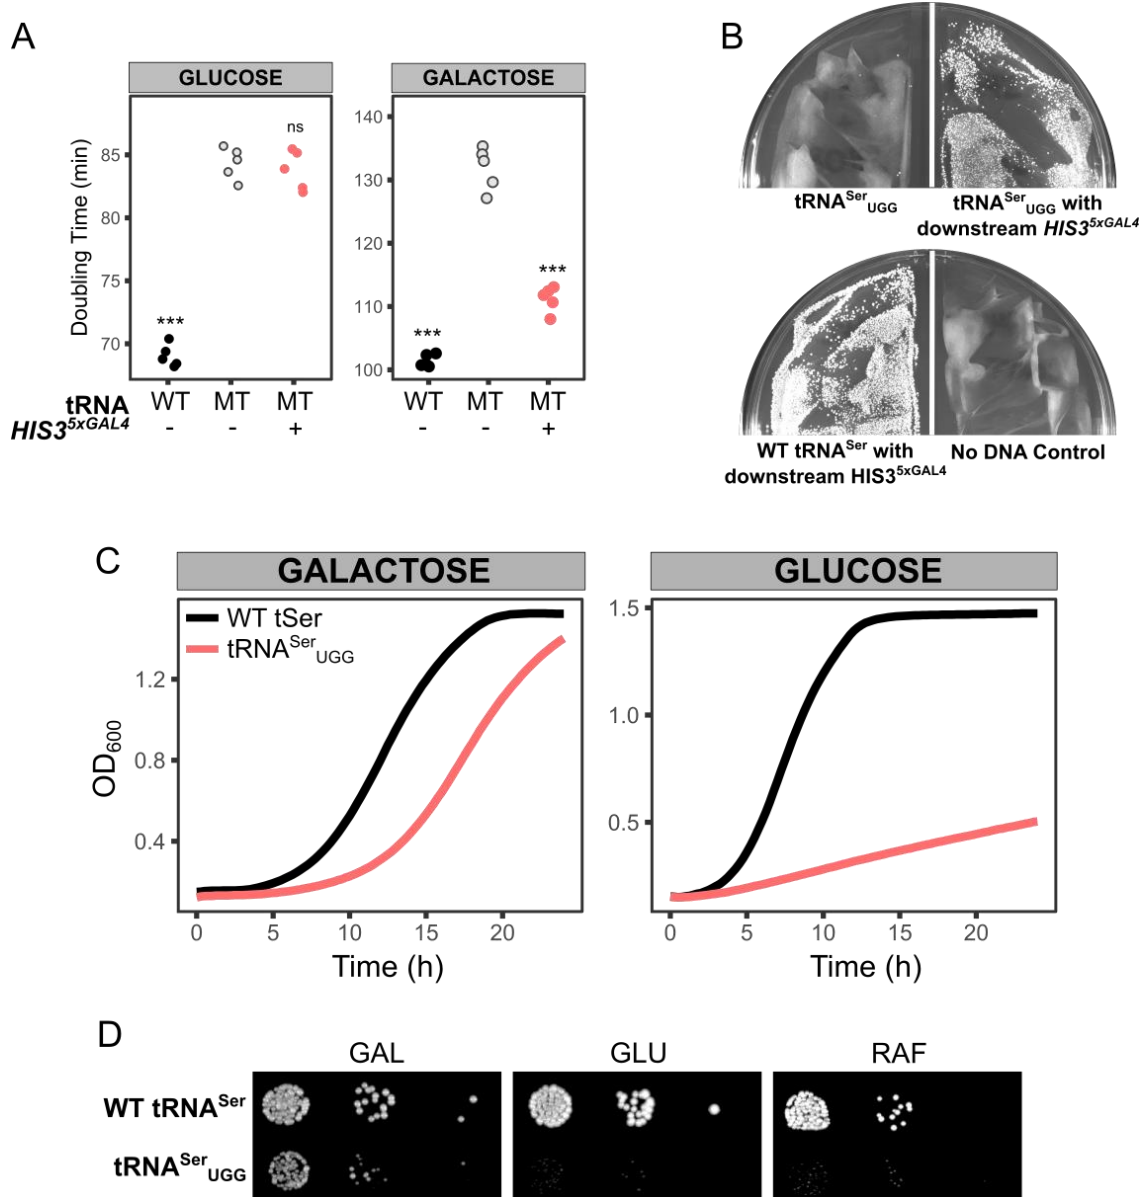 A
GLUCOSE
GALACTOSE
Doubling Time (min)
85
80
75
70
ns
***
140
130
120
110
100
***
***
tRNA WT MT MT WT MT MT
HIS3^5xGAL4 - - + - - +
B
tRNA^Ser_UGG
tRNA^Ser_UGG with
downstream HIS3^5xGAL4
WT tRNA^Ser with
downstream HIS3^5xGAL4
No DNA Control
C
GALACTOSE
GLUCOSE
WT tSer
tRNA^Ser_UGG
OD_600
1.2
0.8
0.4
0 5 10 15 20
Time (h)
1.5
1.0
0.5
0 5 10 15 20
Time (h)
D
GAL GLU RAF
WT tRNA^Ser
tRNA^Ser_UGG